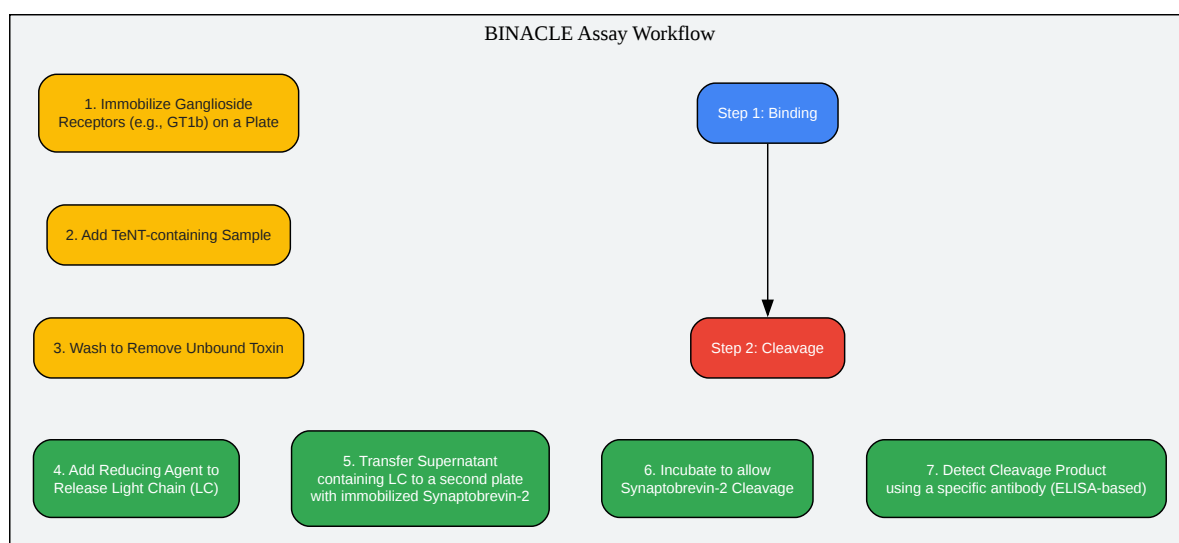 BINACLE Assay Workflow
1. Immobilize Ganglioside
Receptors (e.g., GT1b) on a Plate
Step 1: Binding
2. Add TeNT-containing Sample
3. Wash to Remove Unbound Toxin
Step 2: Cleavage
4. Add Reducing Agent to
Release Light Chain (LC)
5. Transfer Supernatant
containing LC to a second plate
with immobilized Synaptobrevin-2
6. Incubate to allow
Synaptobrevin-2 Cleavage
7. Detect Cleavage Product
using a specific antibody (ELISA-based)